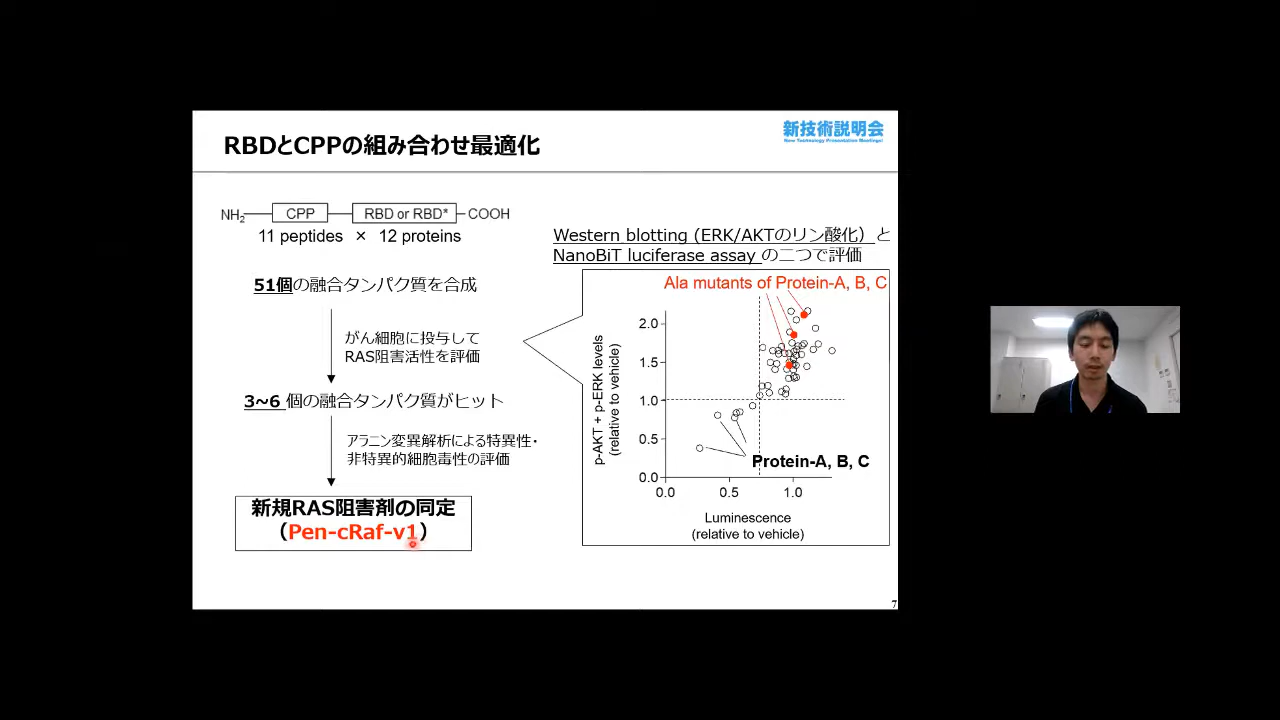 RBDとCPPの組み合わせ最適化
新技術説明会
New Technology Presentation Meetings!
NH2 CPP RBD or RBD* COOH
11 peptides × 12 proteins
51個の融合タンパク質を合成
がん細胞に投与して
RAS阻害活性を評価
3~6 個の融合タンパク質がヒット
アラニン変異解析による特異性・
非特異的細胞毒性の評価
新規RAS阻害剤の同定
（Pen-cRaf-v1）
Western blotting (ERK/AKTのリン酸化）と
NanoBiT luciferase assay の二つで評価
Ala mutants of Protein-A, B, C
p-AKT + p-ERK levels
(relative to vehicle)
2.0
1.5
1.0
0.5
0.0
Protein-A, B, C
0.0 0.5 1.0
Luminescence
(relative to vehicle)
7